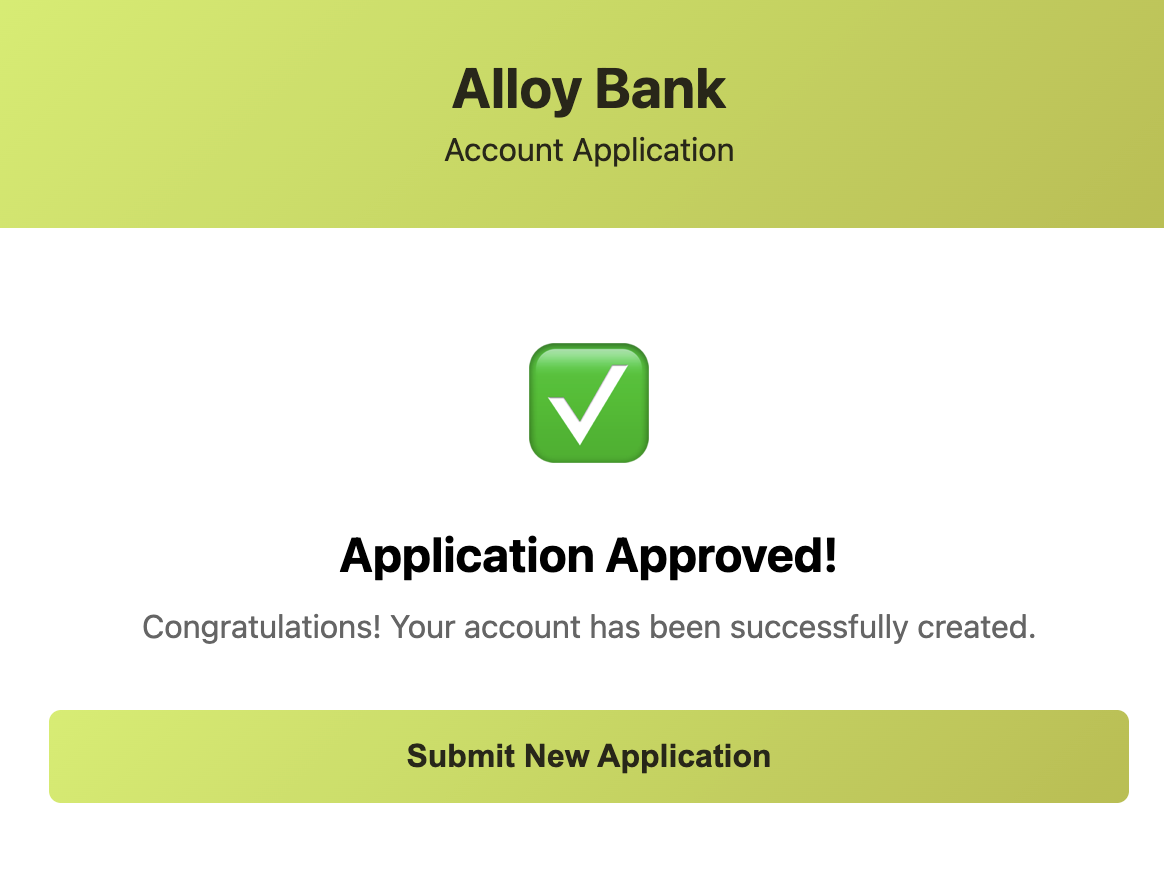 Alloy Bank
Account Application
Application Approved!
Congratulations! Your account has been successfully created.
Submit New Application